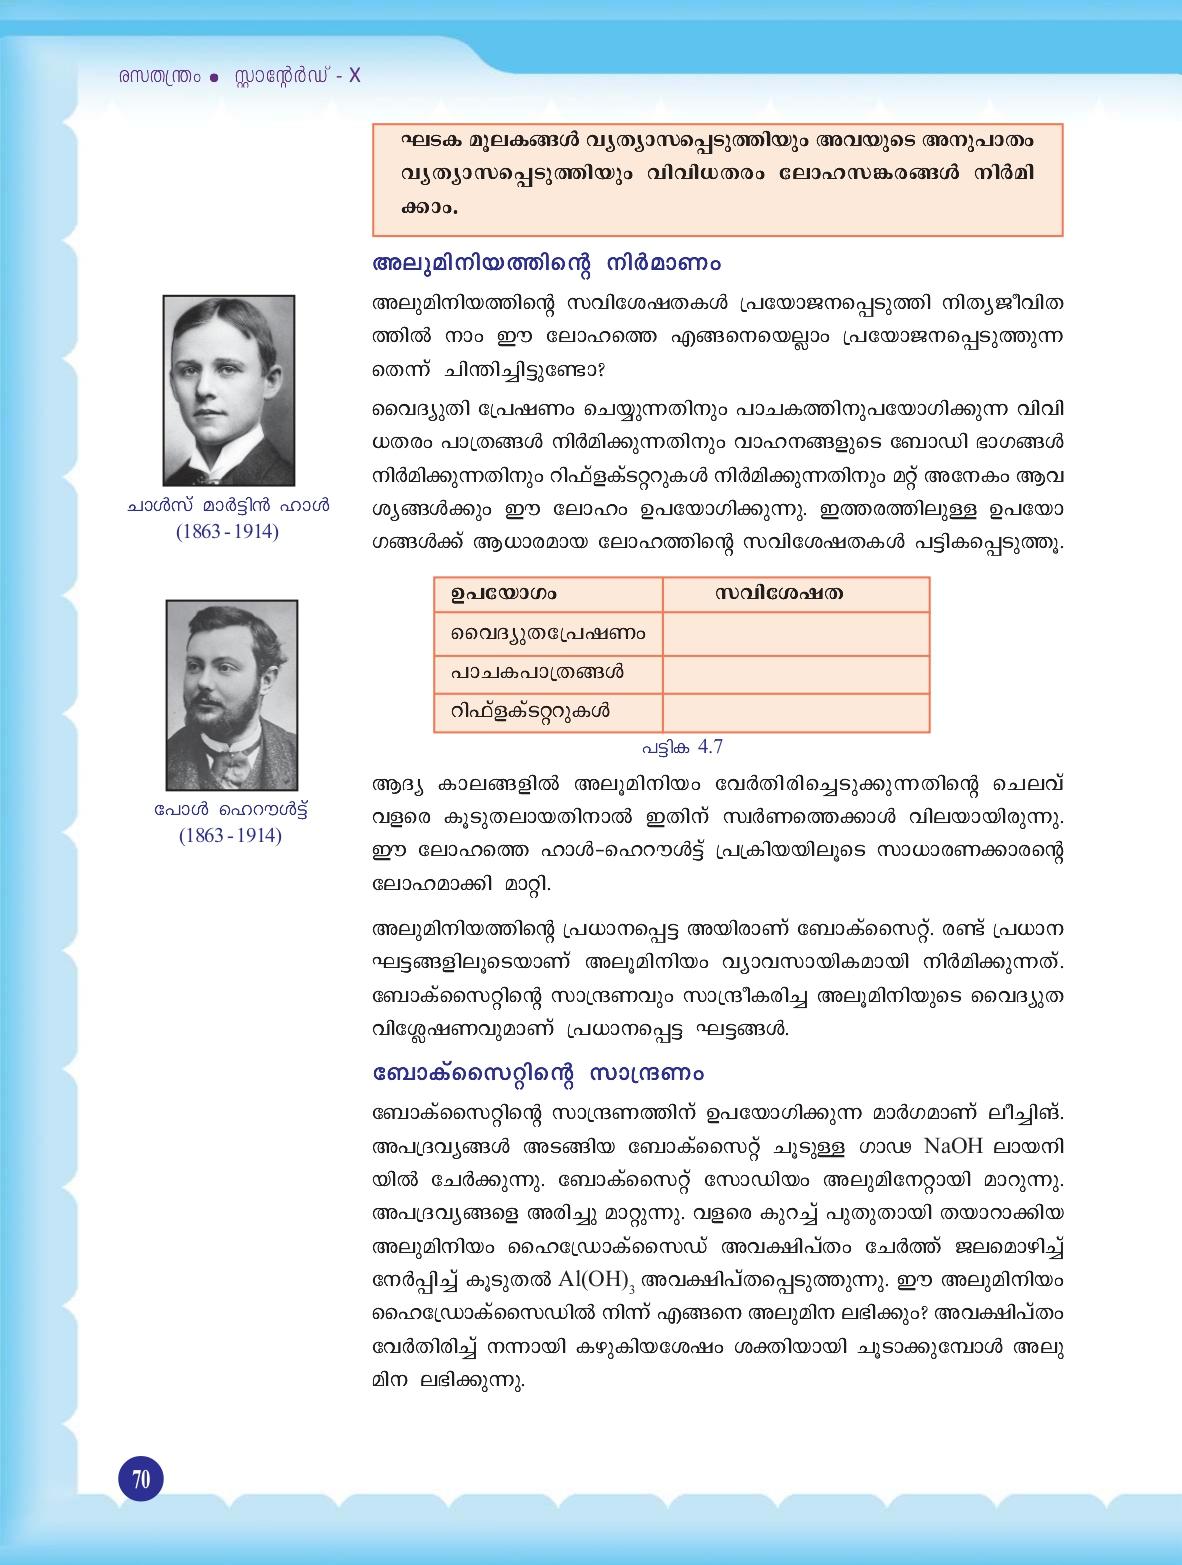 രസതന്ത്രം • സ്റ്റാന്റേർഡ് - X
ഘടക മൂലകങ്ങൾ വ്യത്യാസപ്പെടുത്തിയും അവയുടെ അനുപാതം
വ്യത്യാസപ്പെടുത്തിയും വിവിധതരം ലോഹസങ്കരങ്ങൾ നിർമി
ക്കാം.
അലുമിനിയത്തിന്റെ നിർമാണം
അലുമിനിയത്തിന്റെ സവിശേഷതകൾ പ്രയോജനപ്പെടുത്തി നിത്യജീവിത
ത്തിൽ നാം ഈ ലോഹത്തെ എങ്ങനെയെല്ലാം പ്രയോജനപ്പെടുത്തുന്ന
തെന്ന് ചിന്തിച്ചിട്ടുണ്ടോ?
വൈദ്യുതി പ്രേഷണം ചെയ്യുന്നതിനും പാചകത്തിനുപയോഗിക്കുന്ന വിവി
ധതരം പാത്രങ്ങൾ നിർമിക്കുന്നതിനും വാഹനങ്ങളുടെ ബോഡി ഭാഗങ്ങൾ
നിർമിക്കുന്നതിനും റിഫ്ളക്ടററുകൾ നിർമിക്കുന്നതിനും മറ്റ് അനേകം ആവ
ശ്യങ്ങൾക്കും ഈ ലോഹം ഉപയോഗിക്കുന്നു. ഇത്തരത്തിലുള്ള ഉപയോ
ഗങ്ങൾക്ക് ആധാരമായ ലോഹത്തിന്റെ സവിശേഷതകൾ പട്ടികപ്പെടുത്തൂ.
ചാൾസ് മാർട്ടിൻ ഹാൾ
(1863-1914)
ഉപയോഗം സവിശേഷത
വൈദ്യുതപ്രേഷണം
പാചകപാത്രങ്ങൾ
റിഫ്ളക്ടററുകൾ
പട്ടിക 4.7
പോൾ ഹെറൗൾട്ട്
(1863-1914)
ആദ്യ കാലങ്ങളിൽ അലൂമിനിയം വേർതിരിച്ചെടുക്കുന്നതിന്റെ ചെലവ്
വളരെ കൂടുതലായതിനാൽ ഇതിന് സ്വർണത്തെക്കാൾ വിലയായിരുന്നു.
ഈ ലോഹത്തെ ഹാൾ-ഹെറൗൾട്ട് പ്രക്രിയയിലൂടെ സാധാരണക്കാരന്റെ
ലോഹമാക്കി മാറ്റി.
അലുമിനിയത്തിന്റെ പ്രധാനപ്പെട്ട അയിരാണ് ബോക്സൈറ്റ്. രണ്ട് പ്രധാന
ഘട്ടങ്ങളിലൂടെയാണ് അലൂമിനിയം വ്യാവസായികമായി നിർമിക്കുന്നത്.
ബോക്സൈറ്റിന്റെ സാന്ദ്രണവും സാന്ദ്രീകരിച്ച അലൂമിനിയുടെ വൈദ്യുത
വിശ്ലേഷണവുമാണ് പ്രധാനപ്പെട്ട ഘട്ടങ്ങൾ.
ബോക്സൈറ്റിന്റെ സാന്ദ്രണം
ബോക്സൈറ്റിന്റെ സാന്ദ്രണത്തിന് ഉപയോഗിക്കുന്ന മാർഗമാണ് ലീച്ചിങ്.
അപദ്രവ്യങ്ങൾ അടങ്ങിയ ബോക്സൈറ്റ് ചൂടുള്ള ഗാഢ NaOH ലായനി
യിൽ ചേർക്കുന്നു. ബോക്സൈറ്റ് സോഡിയം അലുമിനേറ്റായി മാറുന്നു.
അപദ്രവ്യങ്ങളെ അരിച്ചു മാറ്റുന്നു. വളരെ കുറച്ച് പുതുതായി തയാറാക്കിയ
അലുമിനിയം ഹൈഡ്രോക്സൈഡ് അവക്ഷിപ്തം ചേർത്ത് ജലമൊഴിച്ച്
നേർപ്പിച്ച് കൂടുതൽ Al(OH)₃ അവക്ഷിപ്തപ്പെടുത്തുന്നു. ഈ അലുമിനിയം
ഹൈഡ്രോക്സൈഡിൽ നിന്ന് എങ്ങനെ അലുമിന ലഭിക്കും? അവക്ഷിപ്തം
വേർതിരിച്ച് നന്നായി കഴുകിയശേഷം ശക്തിയായി ചൂടാക്കുമ്പോൾ അലു
മിന ലഭിക്കുന്നു.
70